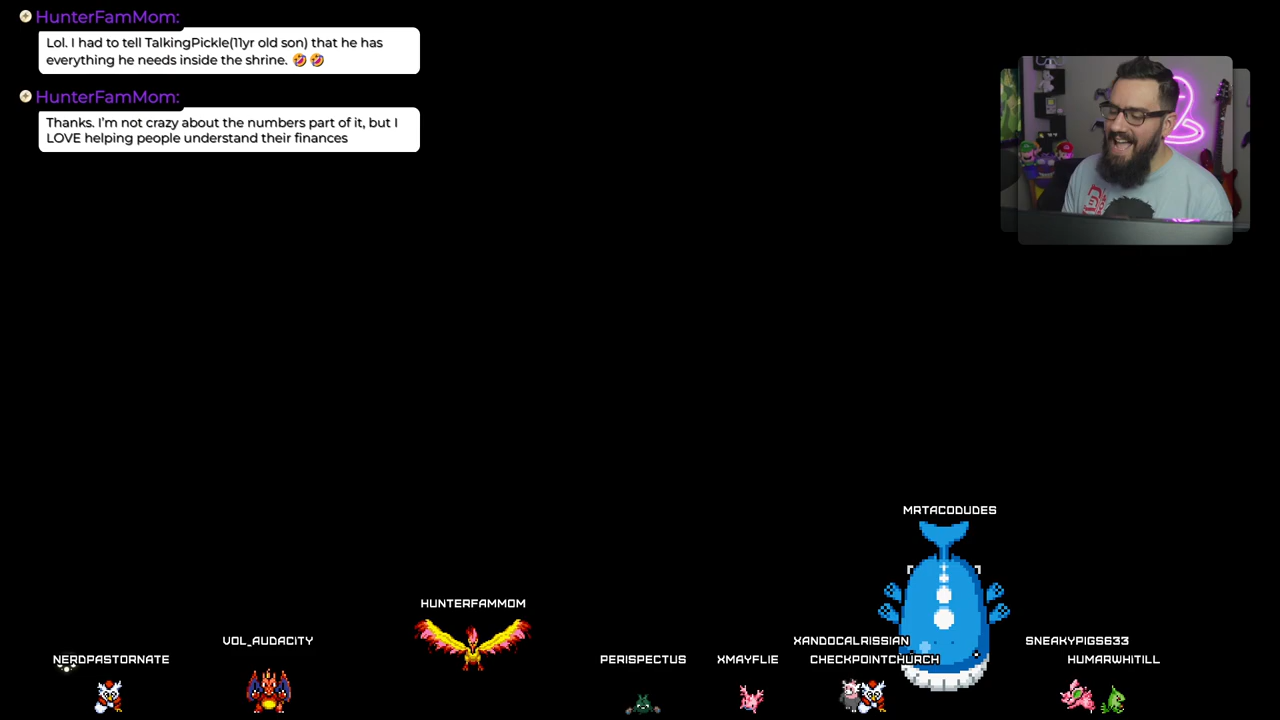 HunterFamMom:
Lol. I had to tell TalkingPickle(11yr old son) that he has
everything he needs inside the shrine. 🤣 🤣
HunterFamMom:
Thanks. I'm not crazy about the numbers part of it, but I
LOVE helping people understand their finances
MRTACODUDES
HUNTERFAMMOM
VOL_AUDACITY
XANDOCALRISSIAN
SNEAKYPIGS633
NERDPASTORNATE
PERISPECTUS
XMAYFLIE
CHECKPOINTCHURCH
HUMARWHITILL